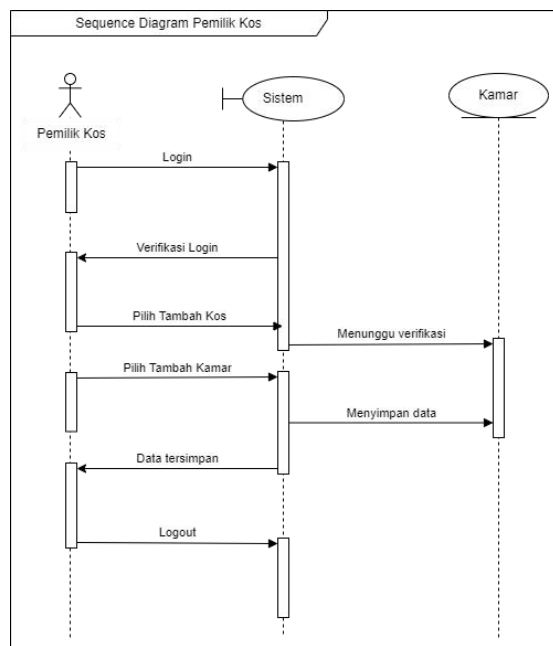 Sequence Diagram Pemilik Kos
Sistem
Kamar
Pemilik Kos
Login
Verifikasi Login
Pilih Tambah Kos
Menunggu verifikasi
Pilih Tambah Kamar
Menyimpan data
Data tersimpan
Logout